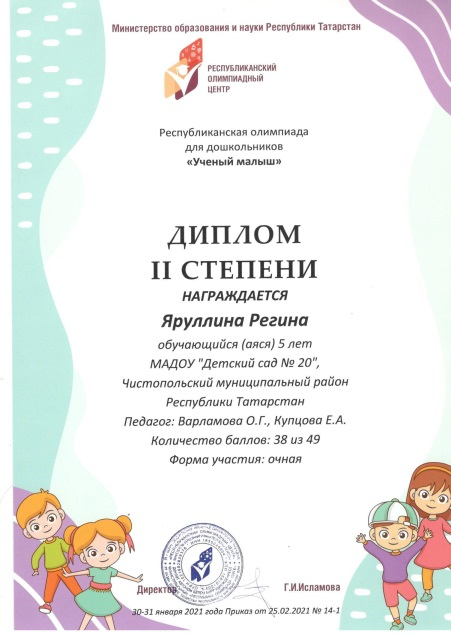 Министерство образования и науки Республики Татарстан
РЕСПУБЛИКАНСКИЙ
ОЛИМПИАДНЫЙ
ЦЕНТР
Республиканская олимпиада
для дошкольников
«Ученый малыш»
ДИПЛОМ
II СТЕПЕНИ
НАГРАЖДАЕТСЯ
Яруллина Регина
обучающийся (аяся) 5 лет
МАДОУ "Детский сад № 20",
Чистопольский муниципальный район
Республики Татарстан
Педагог: Варламова О.Г., Купцова Е.А.
Количество баллов: 38 из 49
Форма участия: очная
Директор
Г.И.Исламова
30-31 января 2021 года Приказ от 25.02.2021 № 14-1